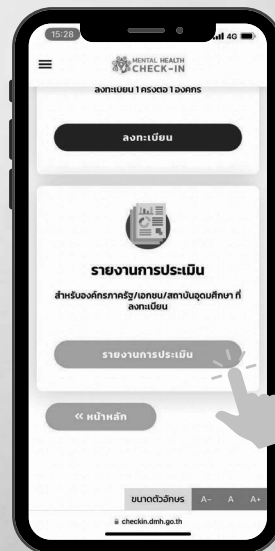 15:28
4G
MENTAL HEALTH
CHECK-IN
ลงทะเบียน 1 ครั้งต่อ 1 องค์กร
ลงทะเบียน
รายงานการประเมิน
สำหรับองค์กรภาครัฐ/เอกชน/สถาบันอุดมศึกษา ที่
ลงทะเบียน
รายงานการประเมิน
« หน้าหลัก
ขนาดตัวอักษร A- A A+
checkin.dmh.go.th